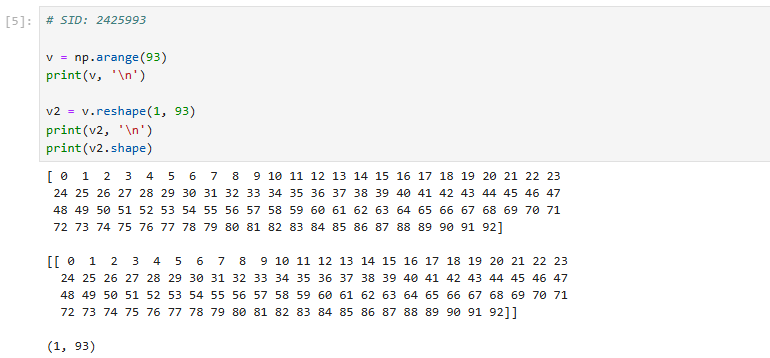 [5]: # SID: 2425993
v = np.arange(93)
print(v, '\n')
v2 = v.reshape(1, 93)
print(v2, '\n')
print(v2.shape)
[ 0  1  2  3  4  5  6  7  8  9 10 11 12 13 14 15 16 17 18 19 20 21 22 23
 24 25 26 27 28 29 30 31 32 33 34 35 36 37 38 39 40 41 42 43 44 45 46 47
 48 49 50 51 52 53 54 55 56 57 58 59 60 61 62 63 64 65 66 67 68 69 70 71
 72 73 74 75 76 77 78 79 80 81 82 83 84 85 86 87 88 89 90 91 92]
[[ 0  1  2  3  4  5  6  7  8  9 10 11 12 13 14 15 16 17 18 19 20 21 22 23
  24 25 26 27 28 29 30 31 32 33 34 35 36 37 38 39 40 41 42 43 44 45 46 47
  48 49 50 51 52 53 54 55 56 57 58 59 60 61 62 63 64 65 66 67 68 69 70 71
  72 73 74 75 76 77 78 79 80 81 82 83 84 85 86 87 88 89 90 91 92]]
(1, 93)